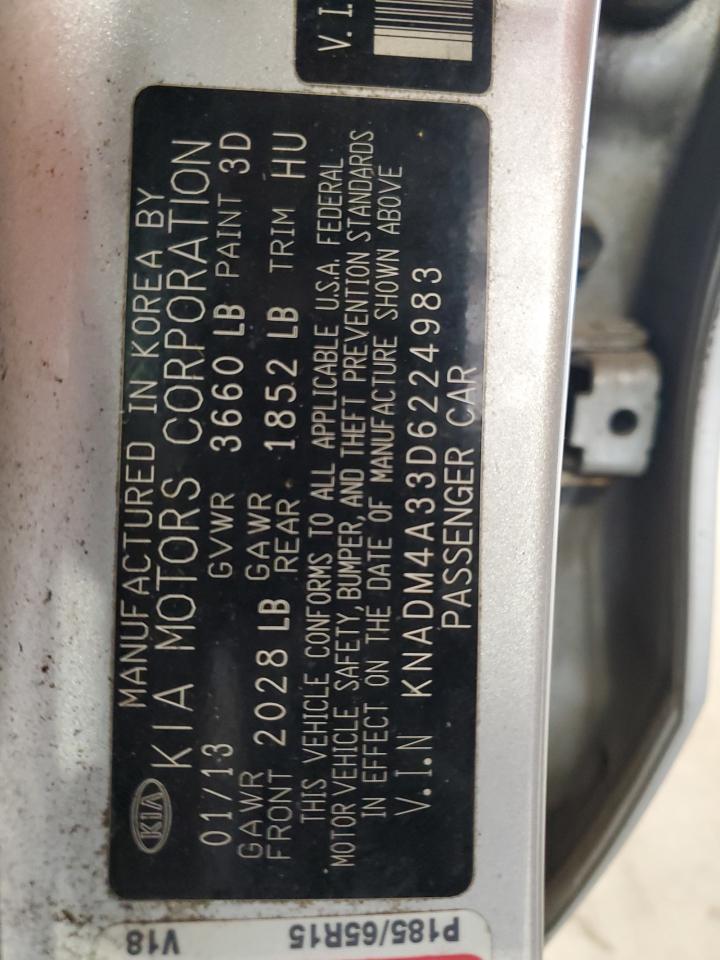 V.I.
KIA
MANUFACTURED IN KOREA BY
KIA MOTORS CORPORATION
01/13 GVWR 3660 LB PAINT 3D
GAWR FRONT 2028 LB GAWR REAR 1852 LB TRIM HU
THIS VEHICLE CONFORMS TO ALL APPLICABLE U.S.A. FEDERAL
MOTOR VEHICLE SAFETY, BUMPER, AND THEFT PREVENTION STANDARDS
IN EFFECT ON THE DATE OF MANUFACTURE SHOWN ABOVE
V.I.N KNADM4A33D6224983
PASSENGER CAR
V18
P185/65R15